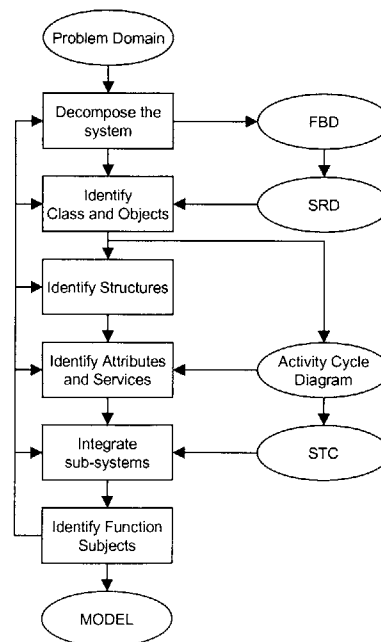 Problem Domain
Decompose the
system
FBD
Identify
Class and Objects
SRD
Identify Structures
Identify Attributes
and Services
Activity Cycle
Diagram
Integrate
sub-systems
STC
Identify Function
Subjects
MODEL